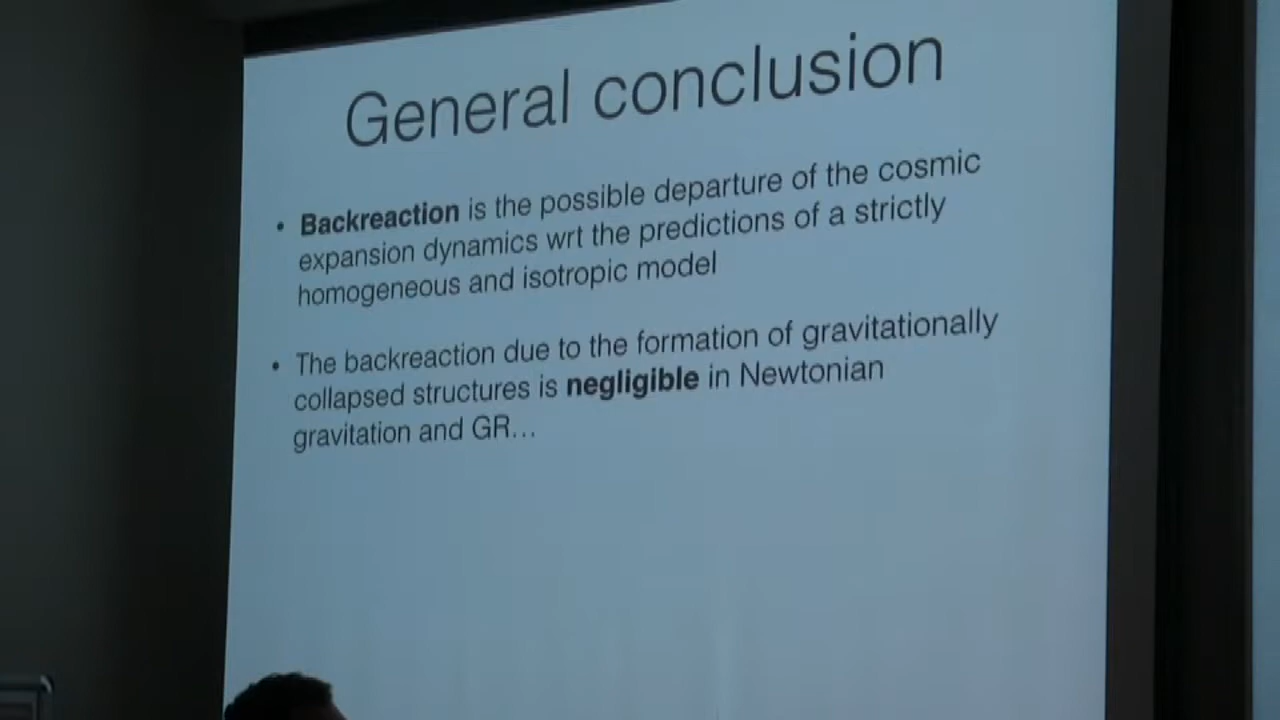 General conclusion
• Backreaction is the possible departure of the cosmic
expansion dynamics wrt the predictions of a strictly
homogeneous and isotropic model
• The backreaction due to the formation of gravitationally
collapsed structures is negligible in Newtonian
gravitation and GR…